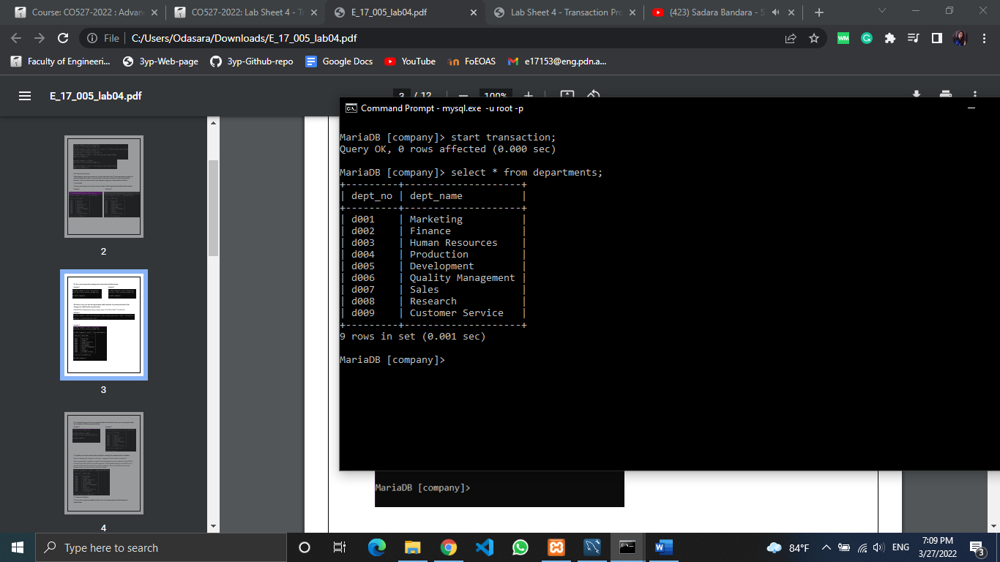 Course: CO527-2022 : Advan
CO527-2022: Lab Sheet 4 - T
E_17_005_lab04.pdf
Lab Sheet 4 - Transaction Pro
(423) Sadara Bandara - S
File
C:/Users/Odasara/Downloads/E_17_005_lab04.pdf
Faculty of Engineeri...
3yp-Web-page
3yp-Github-repo
Google Docs
YouTube
FoEOAS
e17153@eng.pdn.a...
E_17_005_lab04.pdf
3 / 12
100%
2
3
4
Command Prompt - mysql.exe -u root -p
MariaDB [company]> start transaction;
Query OK, 0 rows affected (0.000 sec)
MariaDB [company]> select * from departments;
+---------+--------------------+
| dept_no | dept_name          |
+---------+--------------------+
| d001    | Marketing          |
| d002    | Finance            |
| d003    | Human Resources    |
| d004    | Production         |
| d005    | Development        |
| d006    | Quality Management |
| d007    | Sales              |
| d008    | Research           |
| d009    | Customer Service   |
+---------+--------------------+
9 rows in set (0.001 sec)
MariaDB [company]>
MariaDB [company]>
Type here to search
84°F
ENG
7:09 PM
3/27/2022
3